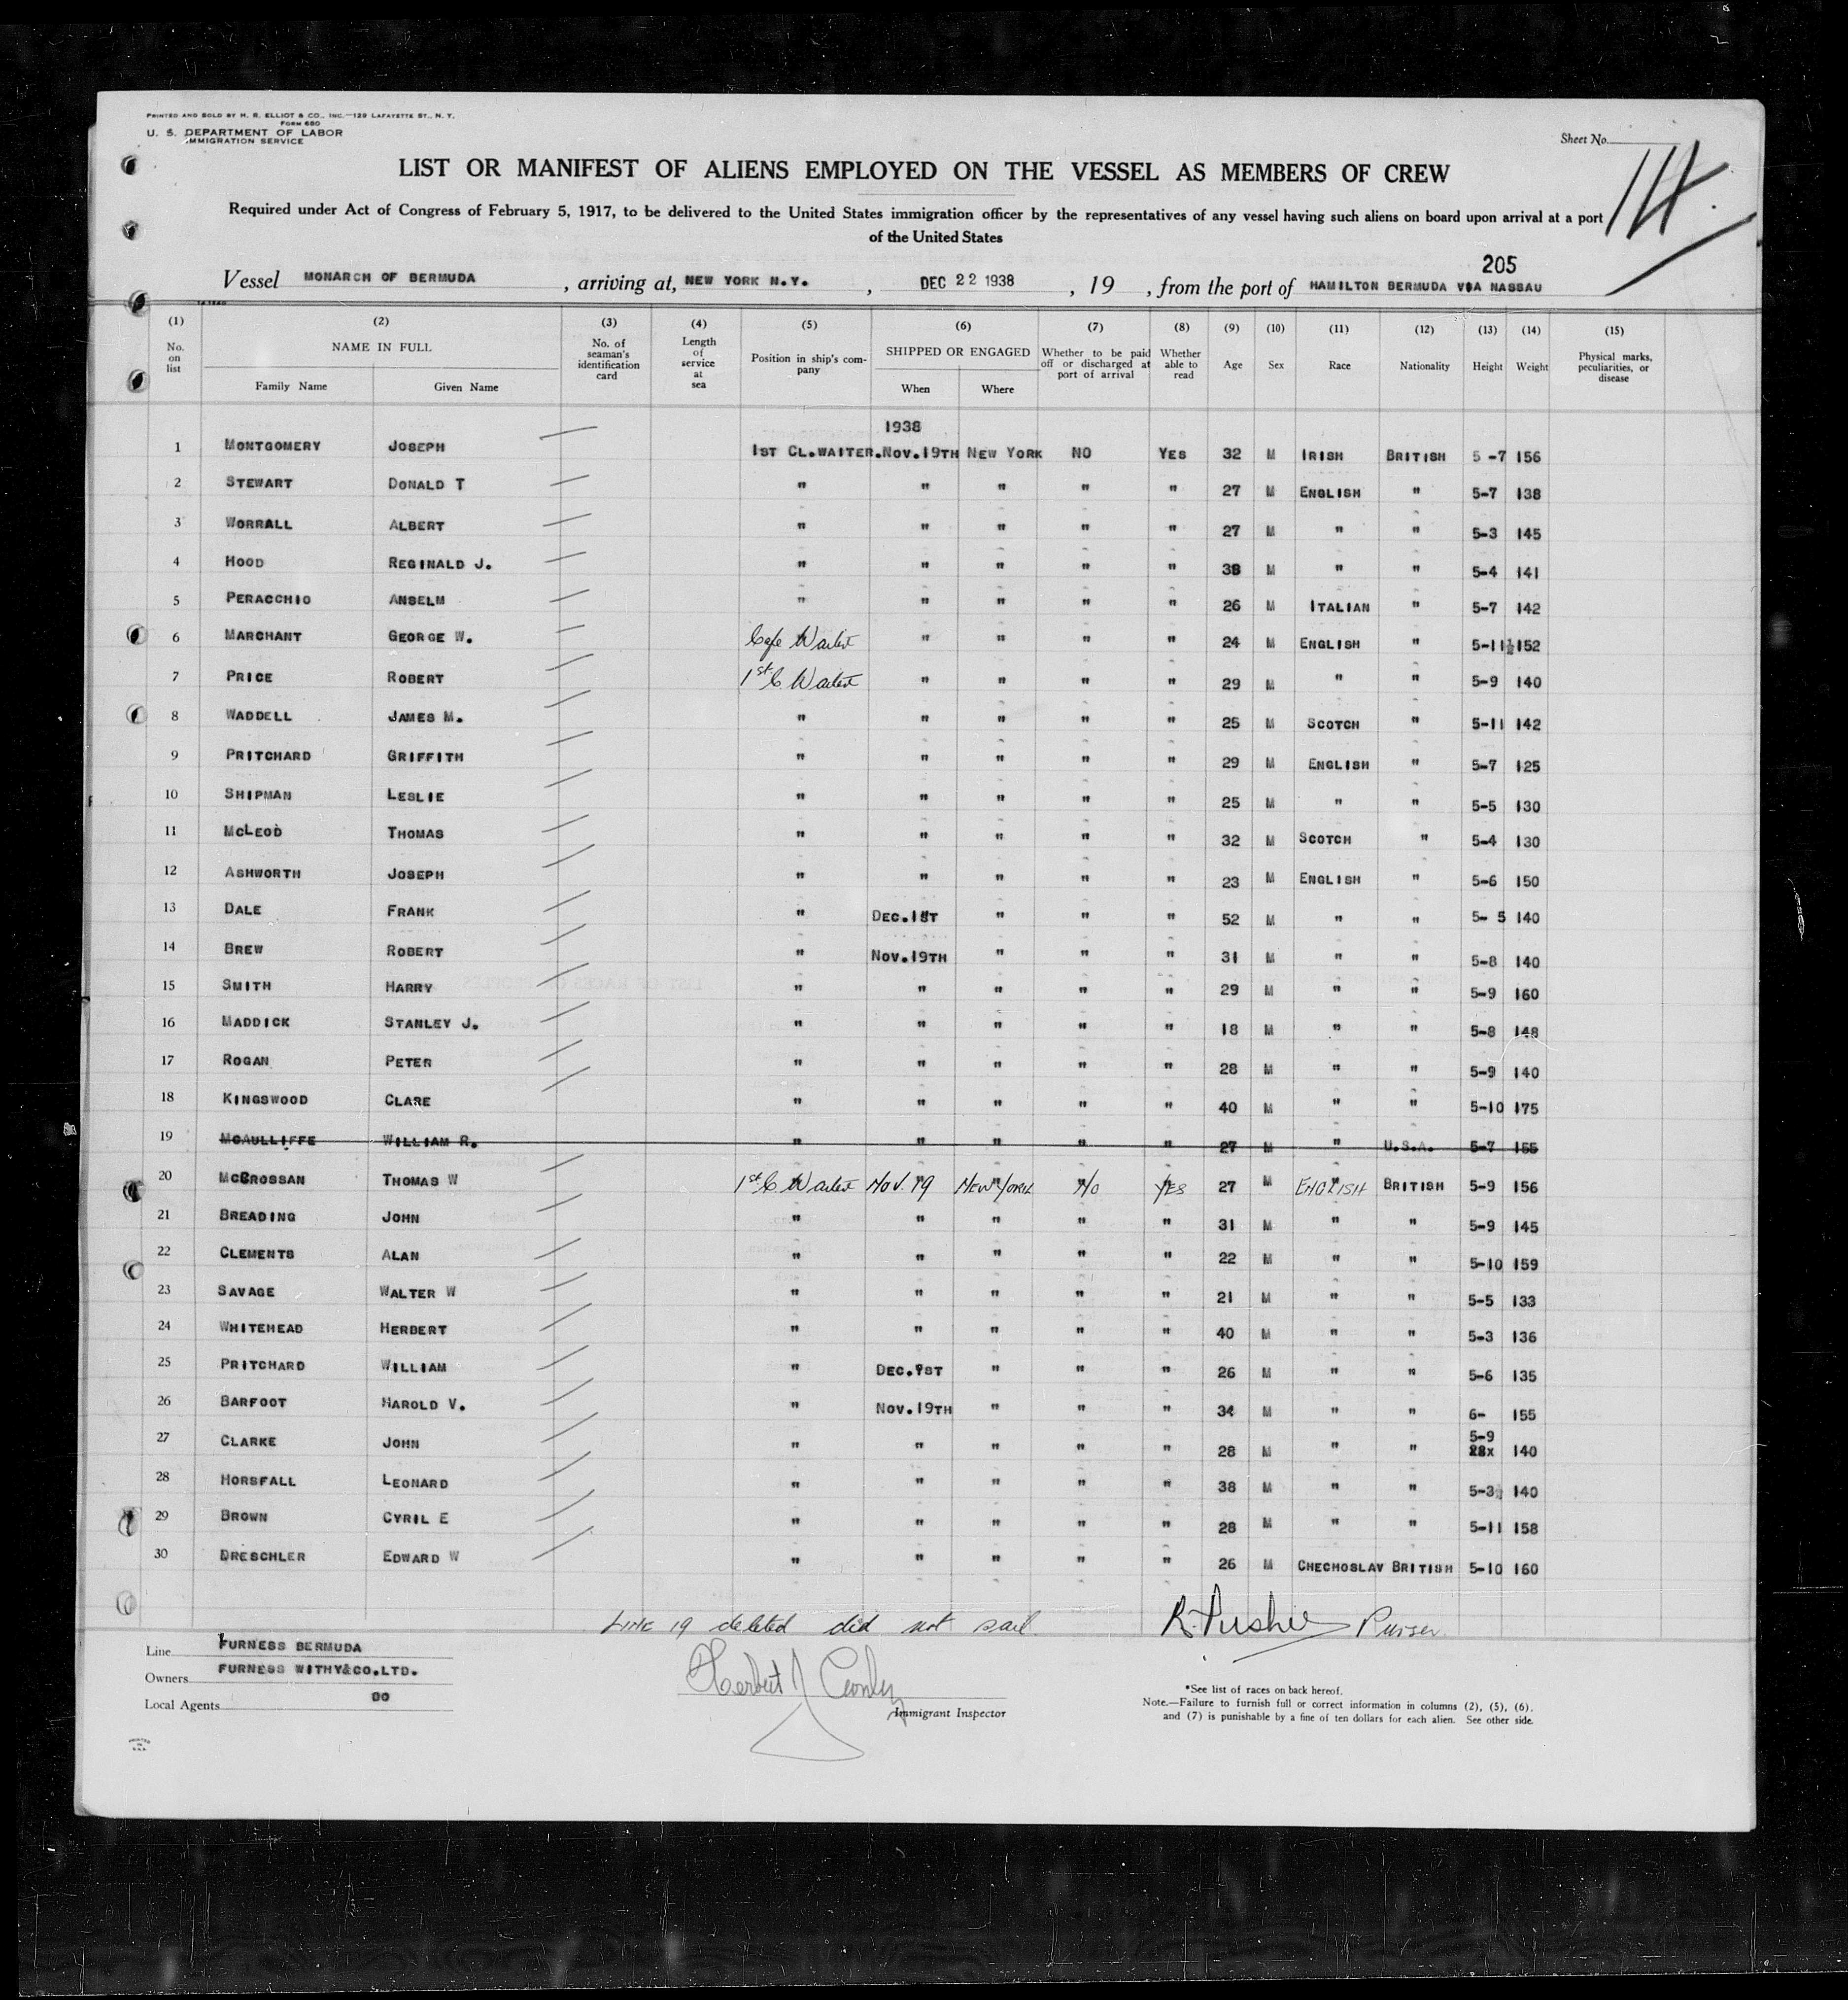 PRINTED AND SOLD BY H. R. ELLIOT & CO., INC.—129 LAFAYETTE ST., N. Y.
FORM 680
U. S. DEPARTMENT OF LABOR
IMMIGRATION SERVICE
Sheet No.
14.
LIST OR MANIFEST OF ALIENS EMPLOYED ON THE VESSEL AS MEMBERS OF CREW
Required under Act of Congress of February 5, 1917, to be delivered to the United States immigration officer by the representatives of any vessel having such aliens on board upon arrival at a port
of the United States
205
Vessel MONARCH OF BERMUDA , arriving at, NEW YORK N.Y. , DEC 22 1938 , 19 , from the port of HAMILTON BERMUDA VIA NASSAU
(1) (2) (3) (4) (5) (6) (7) (8) (9) (10) (11) (12) (13) (14) (15)
No. on list NAME IN FULL Family Name Given Name No. of seaman's identification card Length of service at sea Position in ship's company SHIPPED OR ENGAGED When Where Whether to be paid off or discharged at port of arrival Whether able to read Age Sex Race Nationality Height Weight Physical marks, peculiarities, or disease
1938
1 MONTGOMERY JOSEPH 1ST CL.WAITER. NOV.19TH NEW YORK NO YES 32 M IRISH BRITISH 5-7 156
2 STEWART DONALD T " " " " " 27 M ENGLISH " 5-7 138
3 WORRALL ALBERT " " " " " 27 M " " 5-3 145
4 HOOD REGINALD J. " " " " " 38 M " " 5-4 141
5 PERACCHIO ANSELM " " " " " 26 M ITALIAN " 5-7 142
6 MARCHANT GEORGE W. Cafe Waiter " " " " 24 M ENGLISH " 5-11½ 152
7 PRICE ROBERT 1st C Waiter " " " " 29 M " " 5-9 140
8 WADDELL JAMES M. " " " " " 25 M SCOTCH " 5-11 142
9 PRITCHARD GRIFFITH " " " " " 29 M ENGLISH " 5-7 125
10 SHIPMAN LESLIE " " " " " 25 M " " 5-5 130
11 MCLEOD THOMAS " " " " " 32 M SCOTCH " 5-4 130
12 ASHWORTH JOSEPH " " " " " 23 M ENGLISH " 5-6 150
13 DALE FRANK " DEC.1ST " " " 52 M " " 5- 5 140
14 BREW ROBERT " NOV.19TH " " " 31 M " " 5-8 140
15 SMITH HARRY " " " " " 29 M " " 5-9 160
16 MADDICK STANLEY J. " " " " " 18 M " " 5-8 148
17 ROGAN PETER " " " " " 28 M " " 5-9 140
18 KINGSWOOD CLARE " " " " " 40 M " " 5-10 175
19 MCAULLIFFE WILLIAM R. " " " " " 27 M " U.S.A. 5-7 155
20 MCCROSSAN THOMAS W 1st C Waiter Nov. 19 New York No YES 27 M ENGLISH BRITISH 5-9 156
21 BREADING JOHN " " " " " 31 M " " 5-9 145
22 CLEMENTS ALAN " " " " " 22 M " " 5-10 159
23 SAVAGE WALTER W " " " " " 21 M " " 5-5 133
24 WHITEHEAD HERBERT " " " " " 40 M " " 5-3 136
25 PRITCHARD WILLIAM " DEC.1ST " " " 26 M " " 5-6 135
26 BARFOOT HAROLD V. " NOV.19TH " " " 34 M " " 6- 155
27 CLARKE JOHN " " " " " 28 M " " 5-9 28x 140
28 HORSFALL LEONARD " " " " " 38 M " " 5-3½ 140
29 BROWN CYRIL E " " " " " 28 M " " 5-11 158
30 DRESCHLER EDWARD W " " " " " 26 M CHECHOSLAV BRITISH 5-10 160
LINE 19 deleted did not sail
Purser
Line FURNESS BERMUDA
Owners FURNESS WITHY&CO.LTD.
Local Agents DO
Herbert J
Immigrant Inspector
*See list of races on back hereof.
Note.—Failure to furnish full or correct information in columns (2), (5), (6).
and (7) is punishable by a fine of ten dollars for each alien. See other side.
PRINTED IN U.S.A.